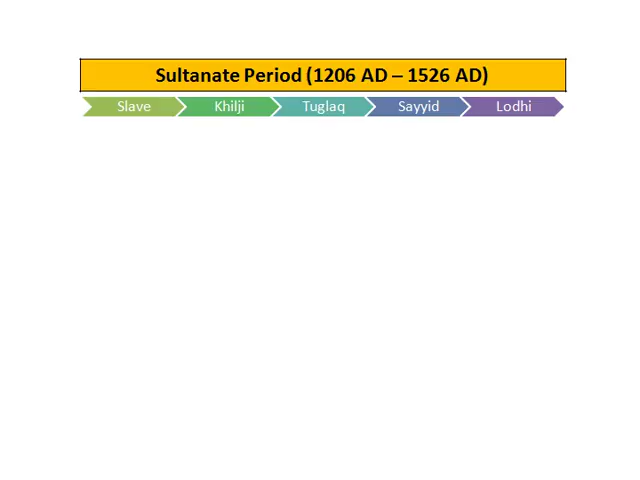 Sultanate Period (1206 AD – 1526 AD)
Slave Khilji Tuglaq Sayyid Lodhi